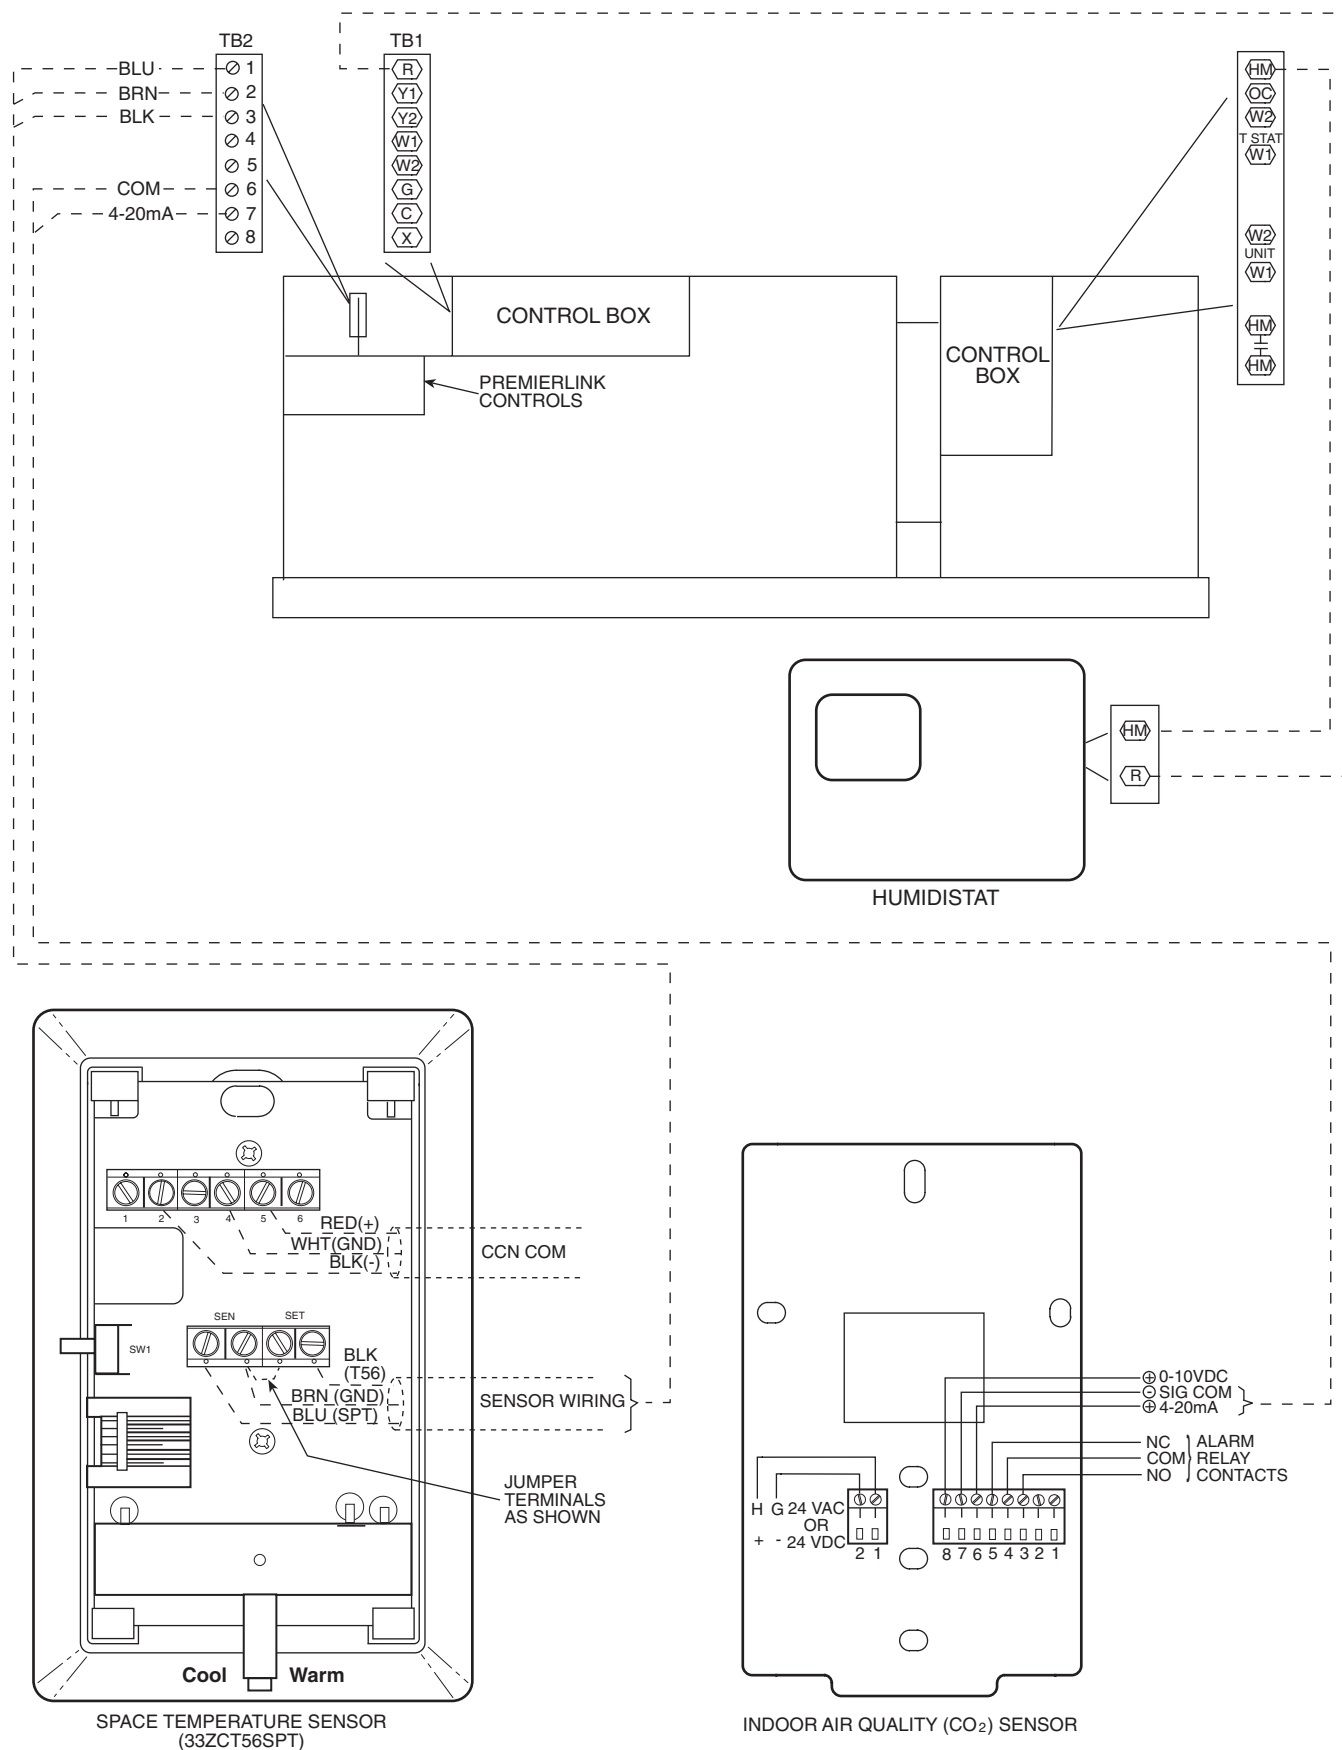 TB2
TB1
BLU
1
BRN
2
BLK
3
4
5
COM
6
4-20mA
7
8
R
Y1
Y2
W1
W2
G
C
X
HM
OC
W2
T STAT
W1
W2
UNIT
W1
HM
HM
CONTROL BOX
CONTROL
BOX
PREMIERLINK
CONTROLS
HM
R
HUMIDISTAT
1 2 3 4 5 6
RED(+)
WHT(GND)
BLK(-)
CCN COM
SEN SET
SW1
BLK
(T56)
BRN (GND)
BLU (SPT)
SENSOR WIRING
JUMPER
TERMINALS
AS SHOWN
Cool Warm
SPACE TEMPERATURE SENSOR
(33ZCT56SPT)
0-10VDC
SIG COM
4-20mA
NC
COM
NO
ALARM
RELAY
CONTACTS
H G 24 VAC
OR
+ - 24 VDC
2 1
8 7 6 5 4 3 2 1
INDOOR AIR QUALITY (CO₂) SENSOR